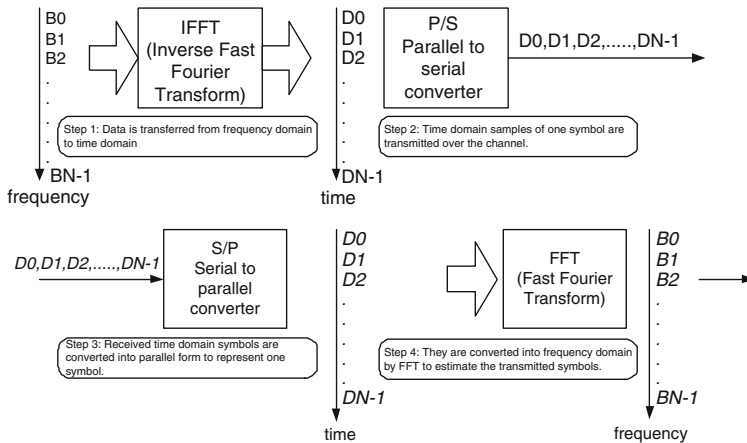 B0
B1
B2
.
.
.
.
.
BN-1
frequency
IFFT
(Inverse Fast
Fourier
Transform)
Step 1: Data is transferred from frequency domain
to time domain
D0
D1
D2
.
.
.
.
.
DN-1
time
P/S
Parallel to
serial
converter
D0,D1,D2,.....,DN-1
Step 2: Time domain samples of one symbol are
transmitted over the channel.
D0,D1,D2,.....,DN-1
S/P
Serial to
parallel
converter
Step 3: Received time domain symbols are
converted into parallel form to represent one
symbol.
D0
D1
D2
.
.
.
.
.
DN-1
time
FFT
(Fast Fourier
Transform)
Step 4: They are converted into frequency domain
by FFT to estimate the transmitted symbols.
B0
B1
B2
.
.
.
.
.
BN-1
frequency